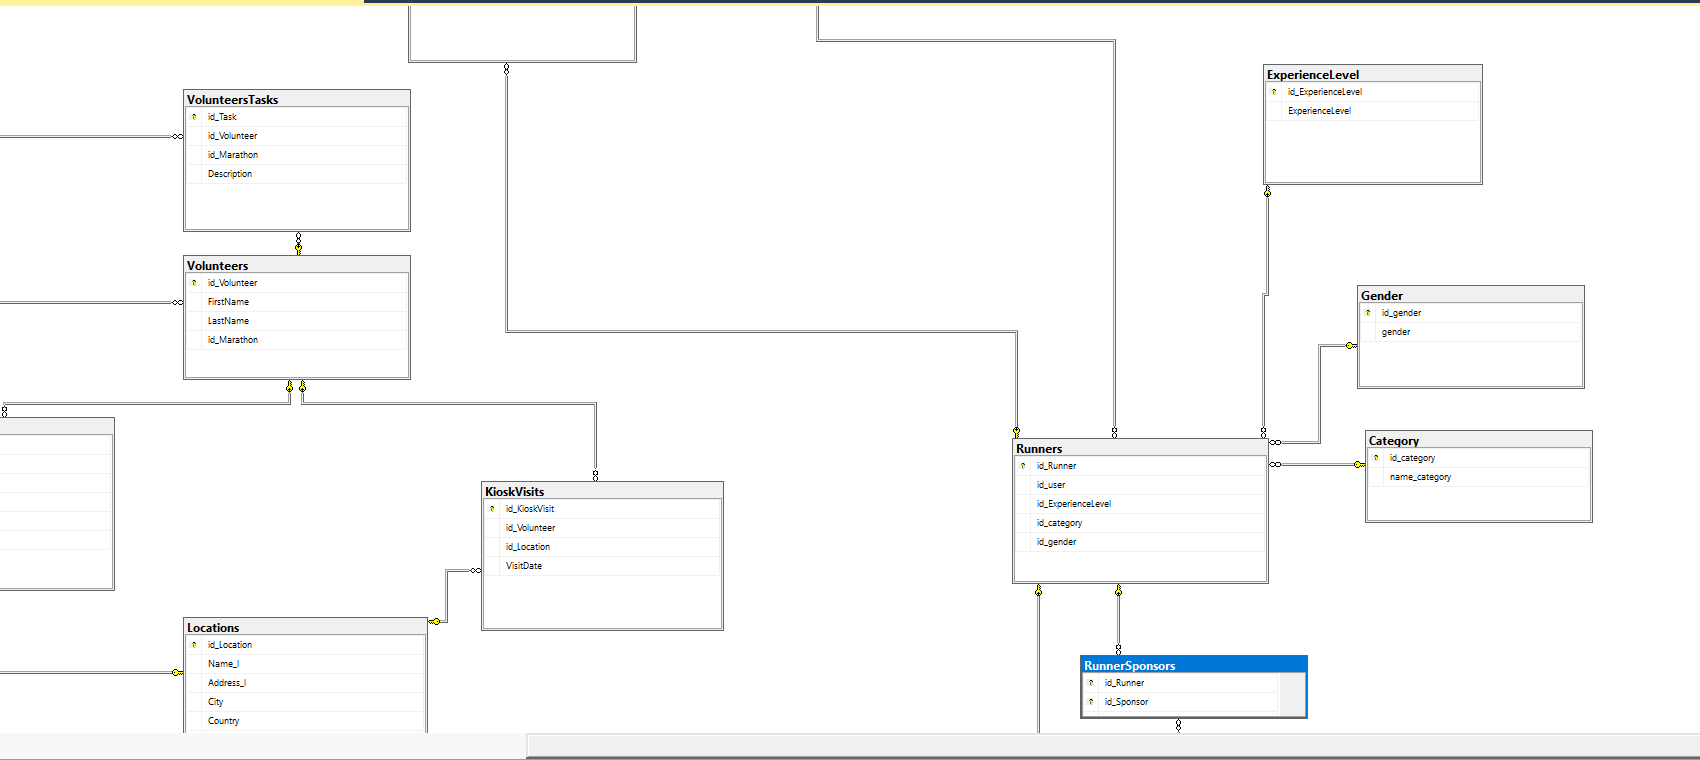 VolunteersTasks
id_Task
id_Volunteer
id_Marathon
Description
Volunteers
id_Volunteer
FirstName
LastName
id_Marathon
KioskVisits
id_KioskVisit
id_Volunteer
id_Location
VisitDate
Locations
id_Location
Name_l
Address_l
City
Country
ExperienceLevel
id_ExperienceLevel
ExperienceLevel
Gender
id_gender
gender
Category
id_category
name_category
Runners
id_Runner
id_user
id_ExperienceLevel
id_category
id_gender
RunnerSponsors
id_Runner
id_Sponsor